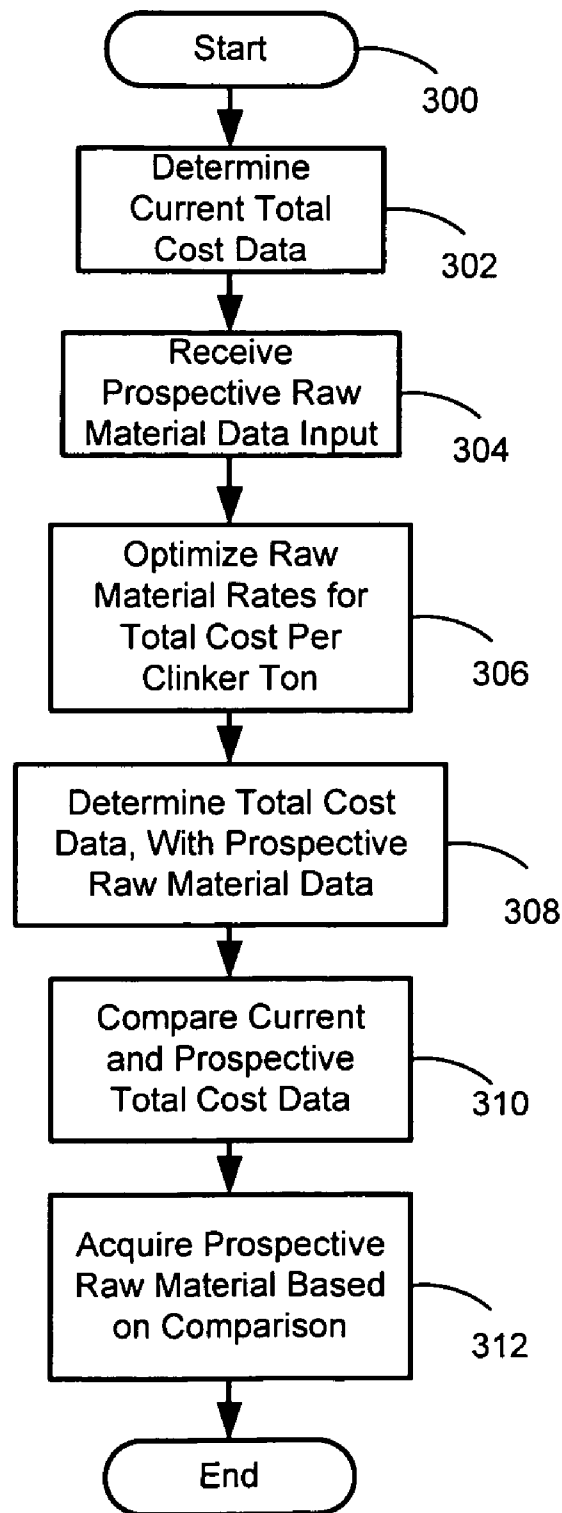 Start
300
Determine
Current Total
Cost Data
302
Receive
Prospective Raw
Material Data Input
304
Optimize Raw
Material Rates for
Total Cost Per
Clinker Ton
306
Determine Total Cost
Data, With Prospective
Raw Material Data
308
Compare Current
and Prospective
Total Cost Data
310
Acquire Prospective
Raw Material Based
on Comparison
312
End